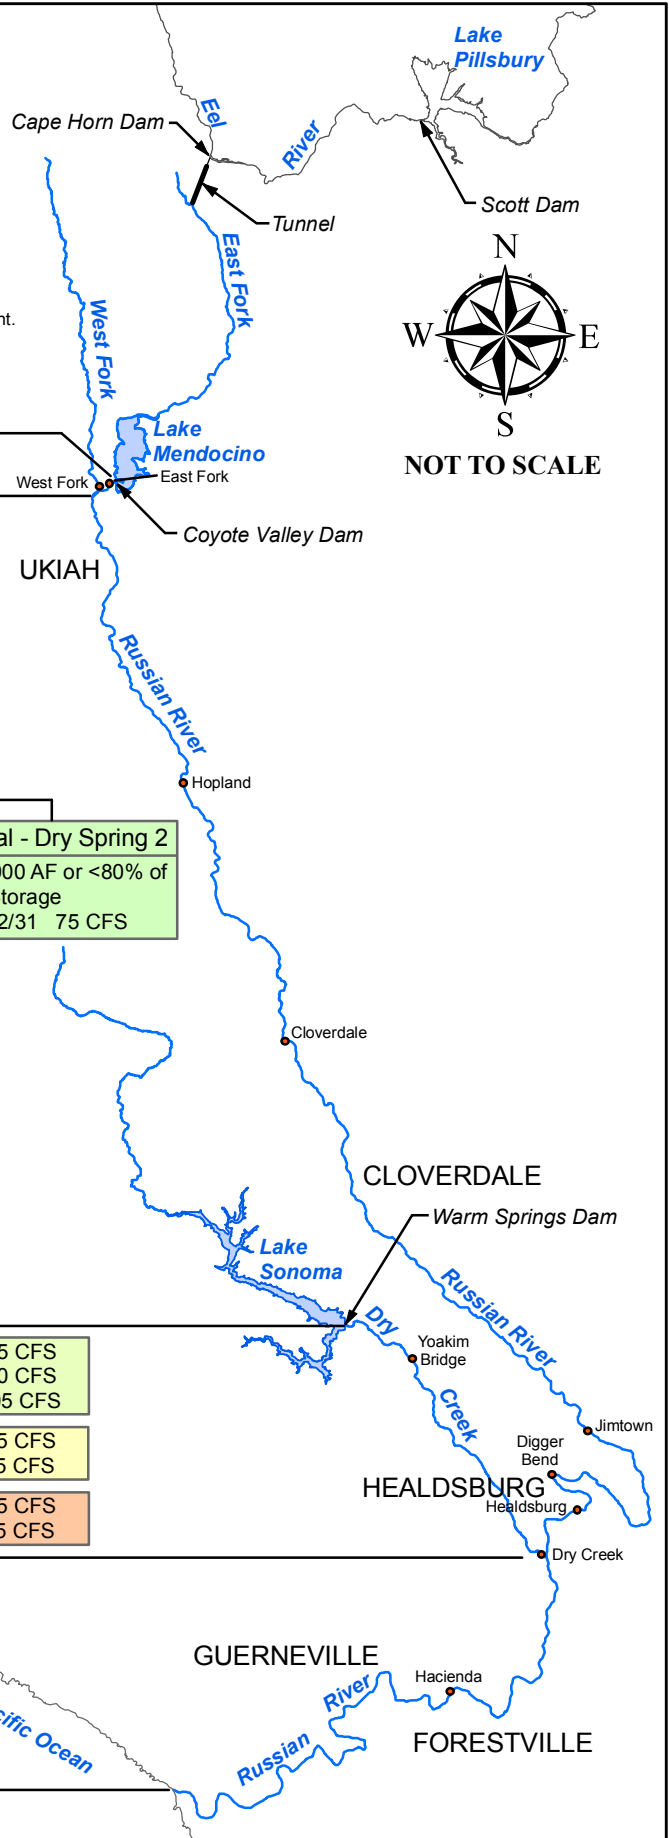 Lake
Pillsbury
Eel
River
Cape Horn Dam
Scott Dam
Tunnel
East Fork
N
W
E
S
NOT TO SCALE
West Fork
Lake
Mendocino
West Fork
East Fork
Coyote Valley Dam
UKIAH
Russian River
Hopland
al - Dry Spring 2
000 AF or <80% of
torage
2/31 75 CFS
Cloverdale
CLOVERDALE
Warm Springs Dam
Lake
Sonoma
Dry
Creek
Russian River
Yoakim
Bridge
5 CFS
0 CFS
5 CFS
5 CFS
5 CFS
5 CFS
5 CFS
Jimtown
Digger
Bend
HEALDSBURG
Healdsburg
Dry Creek
GUERNEVILLE
Hacienda
River
Russian
FORESTVILLE
cific Ocean